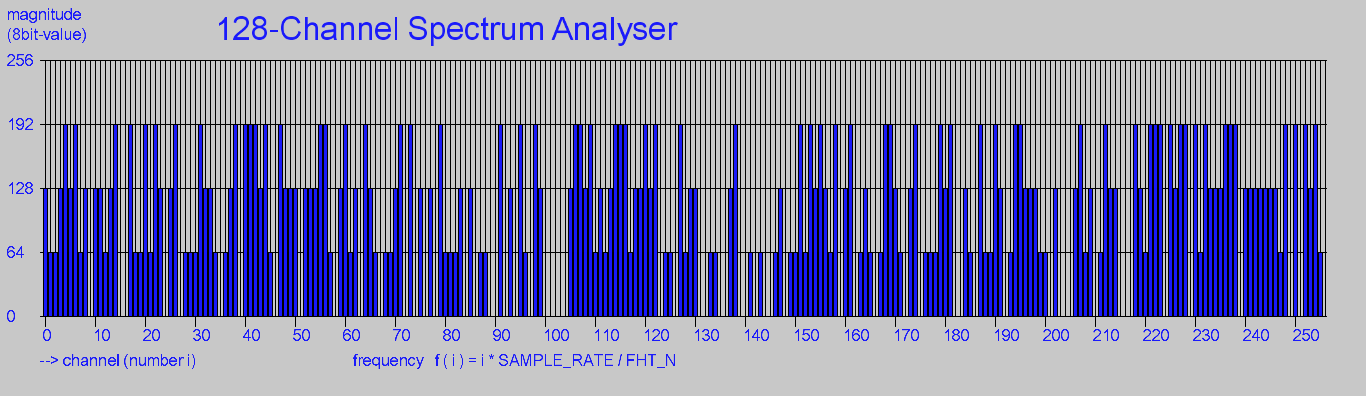 magnitude
(8bit-value)
128-Channel Spectrum Analyser
256
192
128
64
0
0 10 20 30 40 50 60 70 80 90 100 110 120 130 140 150 160 170 180 190 200 210 220 230 240 250
--> channel (number i)
frequency f ( i ) = i * SAMPLE_RATE / FHT_N